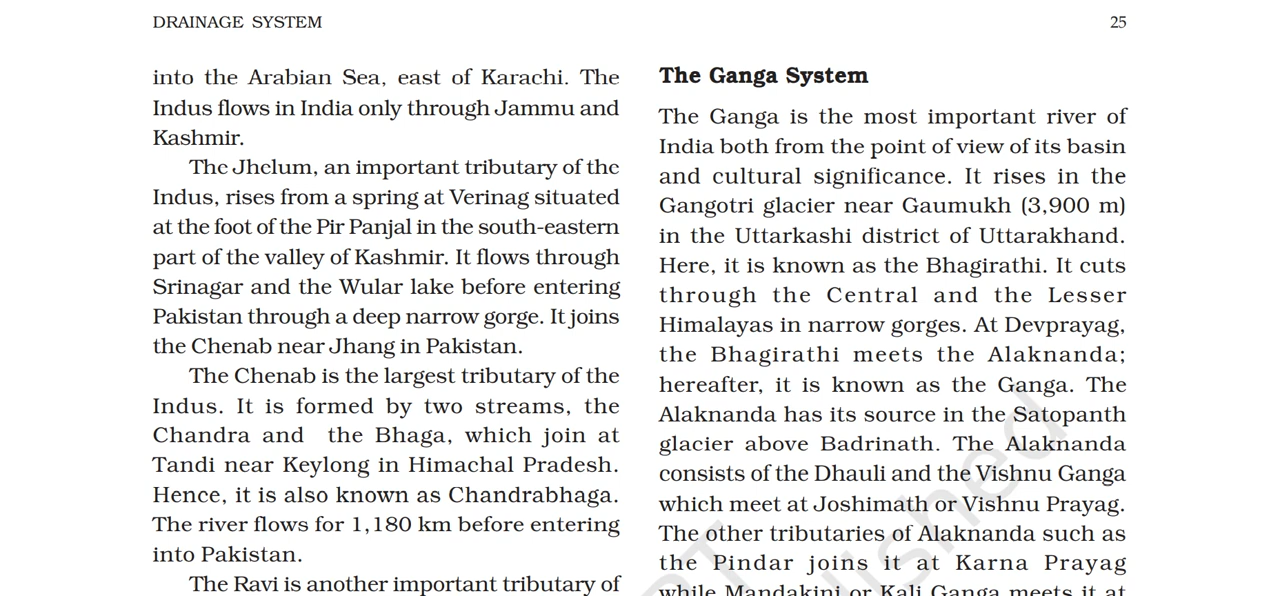 DRAINAGE SYSTEM
25
into the Arabian Sea, east of Karachi. The
Indus flows in India only through Jammu and
Kashmir.
The Jhelum, an important tributary of the
Indus, rises from a spring at Verinag situated
at the foot of the Pir Panjal in the south-eastern
part of the valley of Kashmir. It flows through
Srinagar and the Wular lake before entering
Pakistan through a deep narrow gorge. It joins
the Chenab near Jhang in Pakistan.
The Chenab is the largest tributary of the
Indus. It is formed by two streams, the
Chandra and the Bhaga, which join at
Tandi near Keylong in Himachal Pradesh.
Hence, it is also known as Chandrabhaga.
The river flows for 1,180 km before entering
into Pakistan.
The Ravi is another important tributary of
The Ganga System
The Ganga is the most important river of
India both from the point of view of its basin
and cultural significance. It rises in the
Gangotri glacier near Gaumukh (3,900 m)
in the Uttarkashi district of Uttarakhand.
Here, it is known as the Bhagirathi. It cuts
through the Central and the Lesser
Himalayas in narrow gorges. At Devprayag,
the Bhagirathi meets the Alaknanda;
hereafter, it is known as the Ganga. The
Alaknanda has its source in the Satopanth
glacier above Badrinath. The Alaknanda
consists of the Dhauli and the Vishnu Ganga
which meet at Joshimath or Vishnu Prayag.
The other tributaries of Alaknanda such as
the Pindar joins it at Karna Prayag
while Mandakini or Kali Ganga meets it at